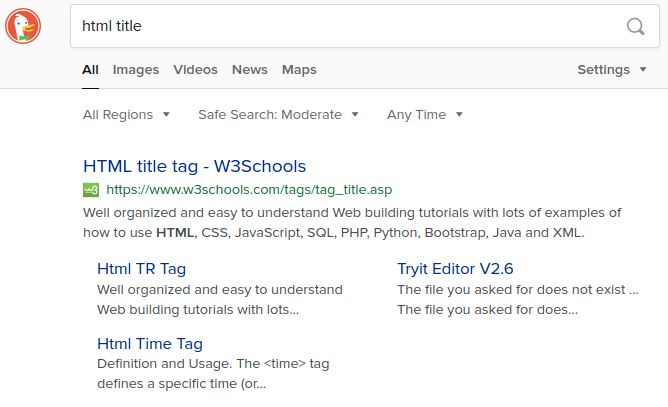 html title
All Images Videos News Maps Settings
All Regions Safe Search: Moderate Any Time
HTML title tag - W3Schools
w3 https://www.w3schools.com/tags/tag_title.asp
Well organized and easy to understand Web building tutorials with lots of examples of
how to use HTML, CSS, JavaScript, SQL, PHP, Python, Bootstrap, Java and XML.
Html TR Tag
Well organized and easy to understand
Web building tutorials with lots...
Tryit Editor V2.6
The file you asked for does not exist ...
The file you asked for does...
Html Time Tag
Definition and Usage. The <time> tag
defines a specific time (or...